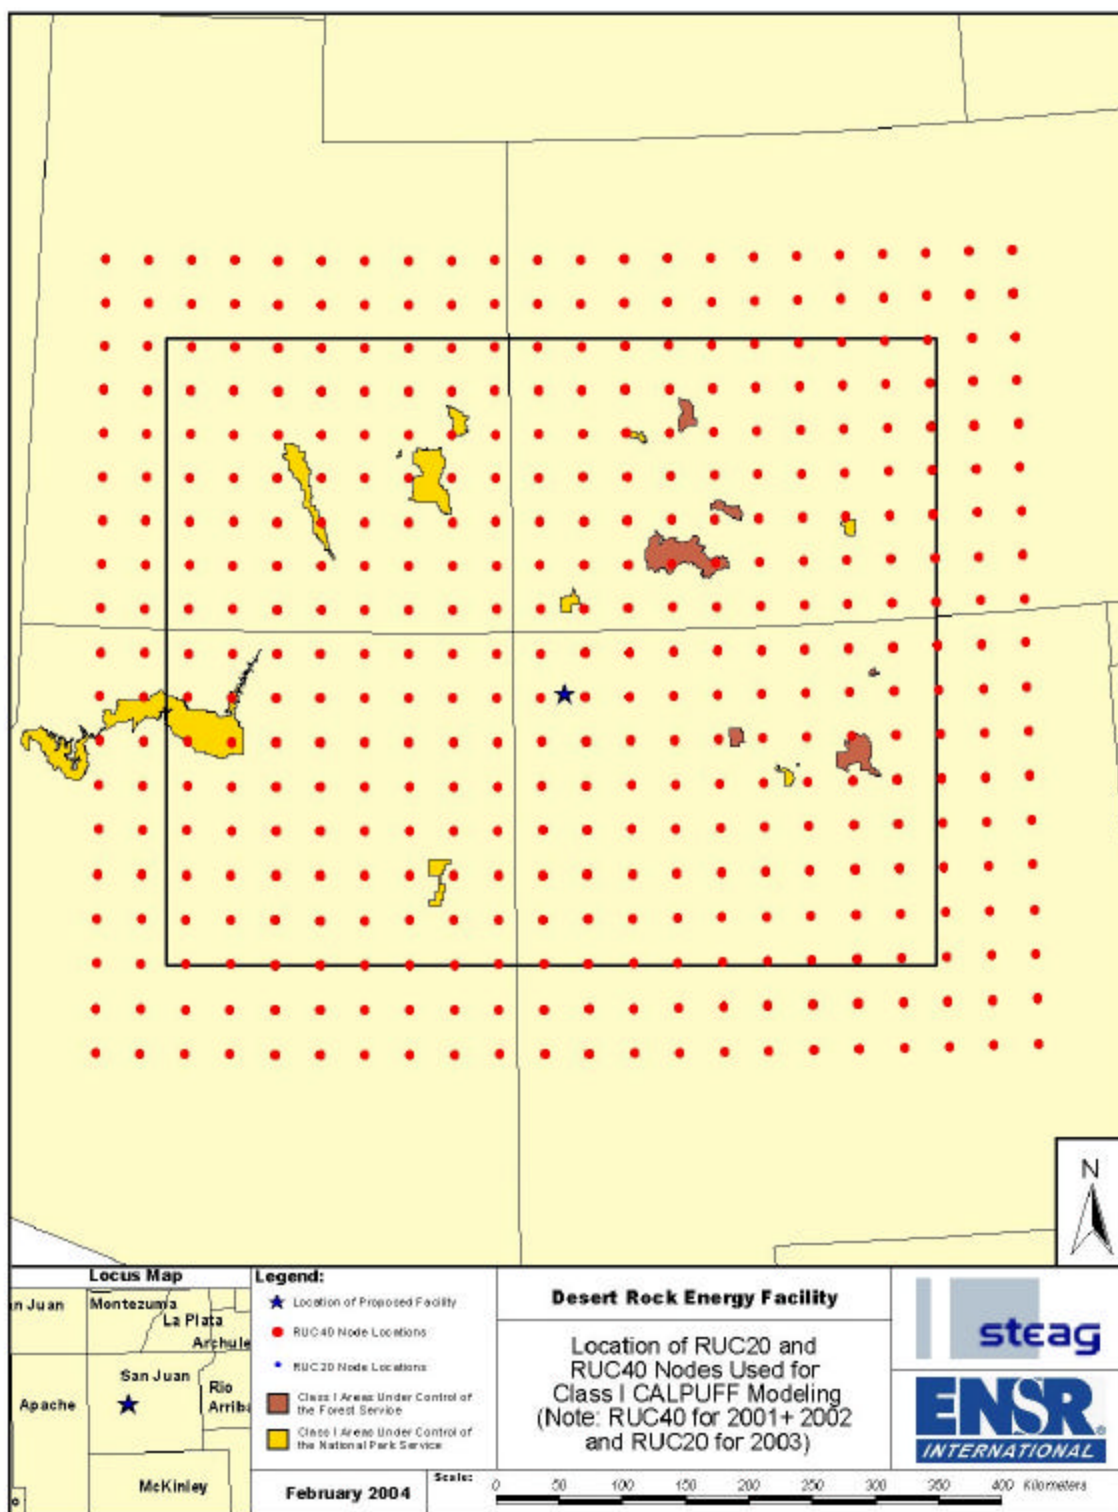 N
Locus Map
n Juan
Montezuma
La Plata
Archule
San Juan
Apache
Rio
Arriba
McKinley
Legend:
Location of Proposed Facility
RUC40 Node Locations
RUC20 Node Locations
Class I Areas Under Control of
the Forest Service
Class I Areas Under Control of
the National Park Service
February 2004
Desert Rock Energy Facility
Location of RUC20 and
RUC40 Nodes Used for
Class I CALPUFF Modeling
(Note: RUC40 for 2001+ 2002
and RUC20 for 2003)
Scale:
0 50 100 150 200 250 300 350 400 Kilometers
steag
ENSR®
INTERNATIONAL